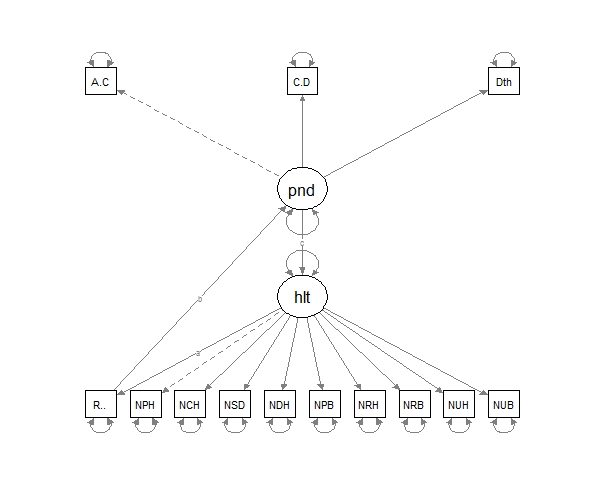 A.C C.D Dth
pnd
c
hlt
b
a
R.. NPH NCH NSD NDH NPB NRH NRB NUH NUB